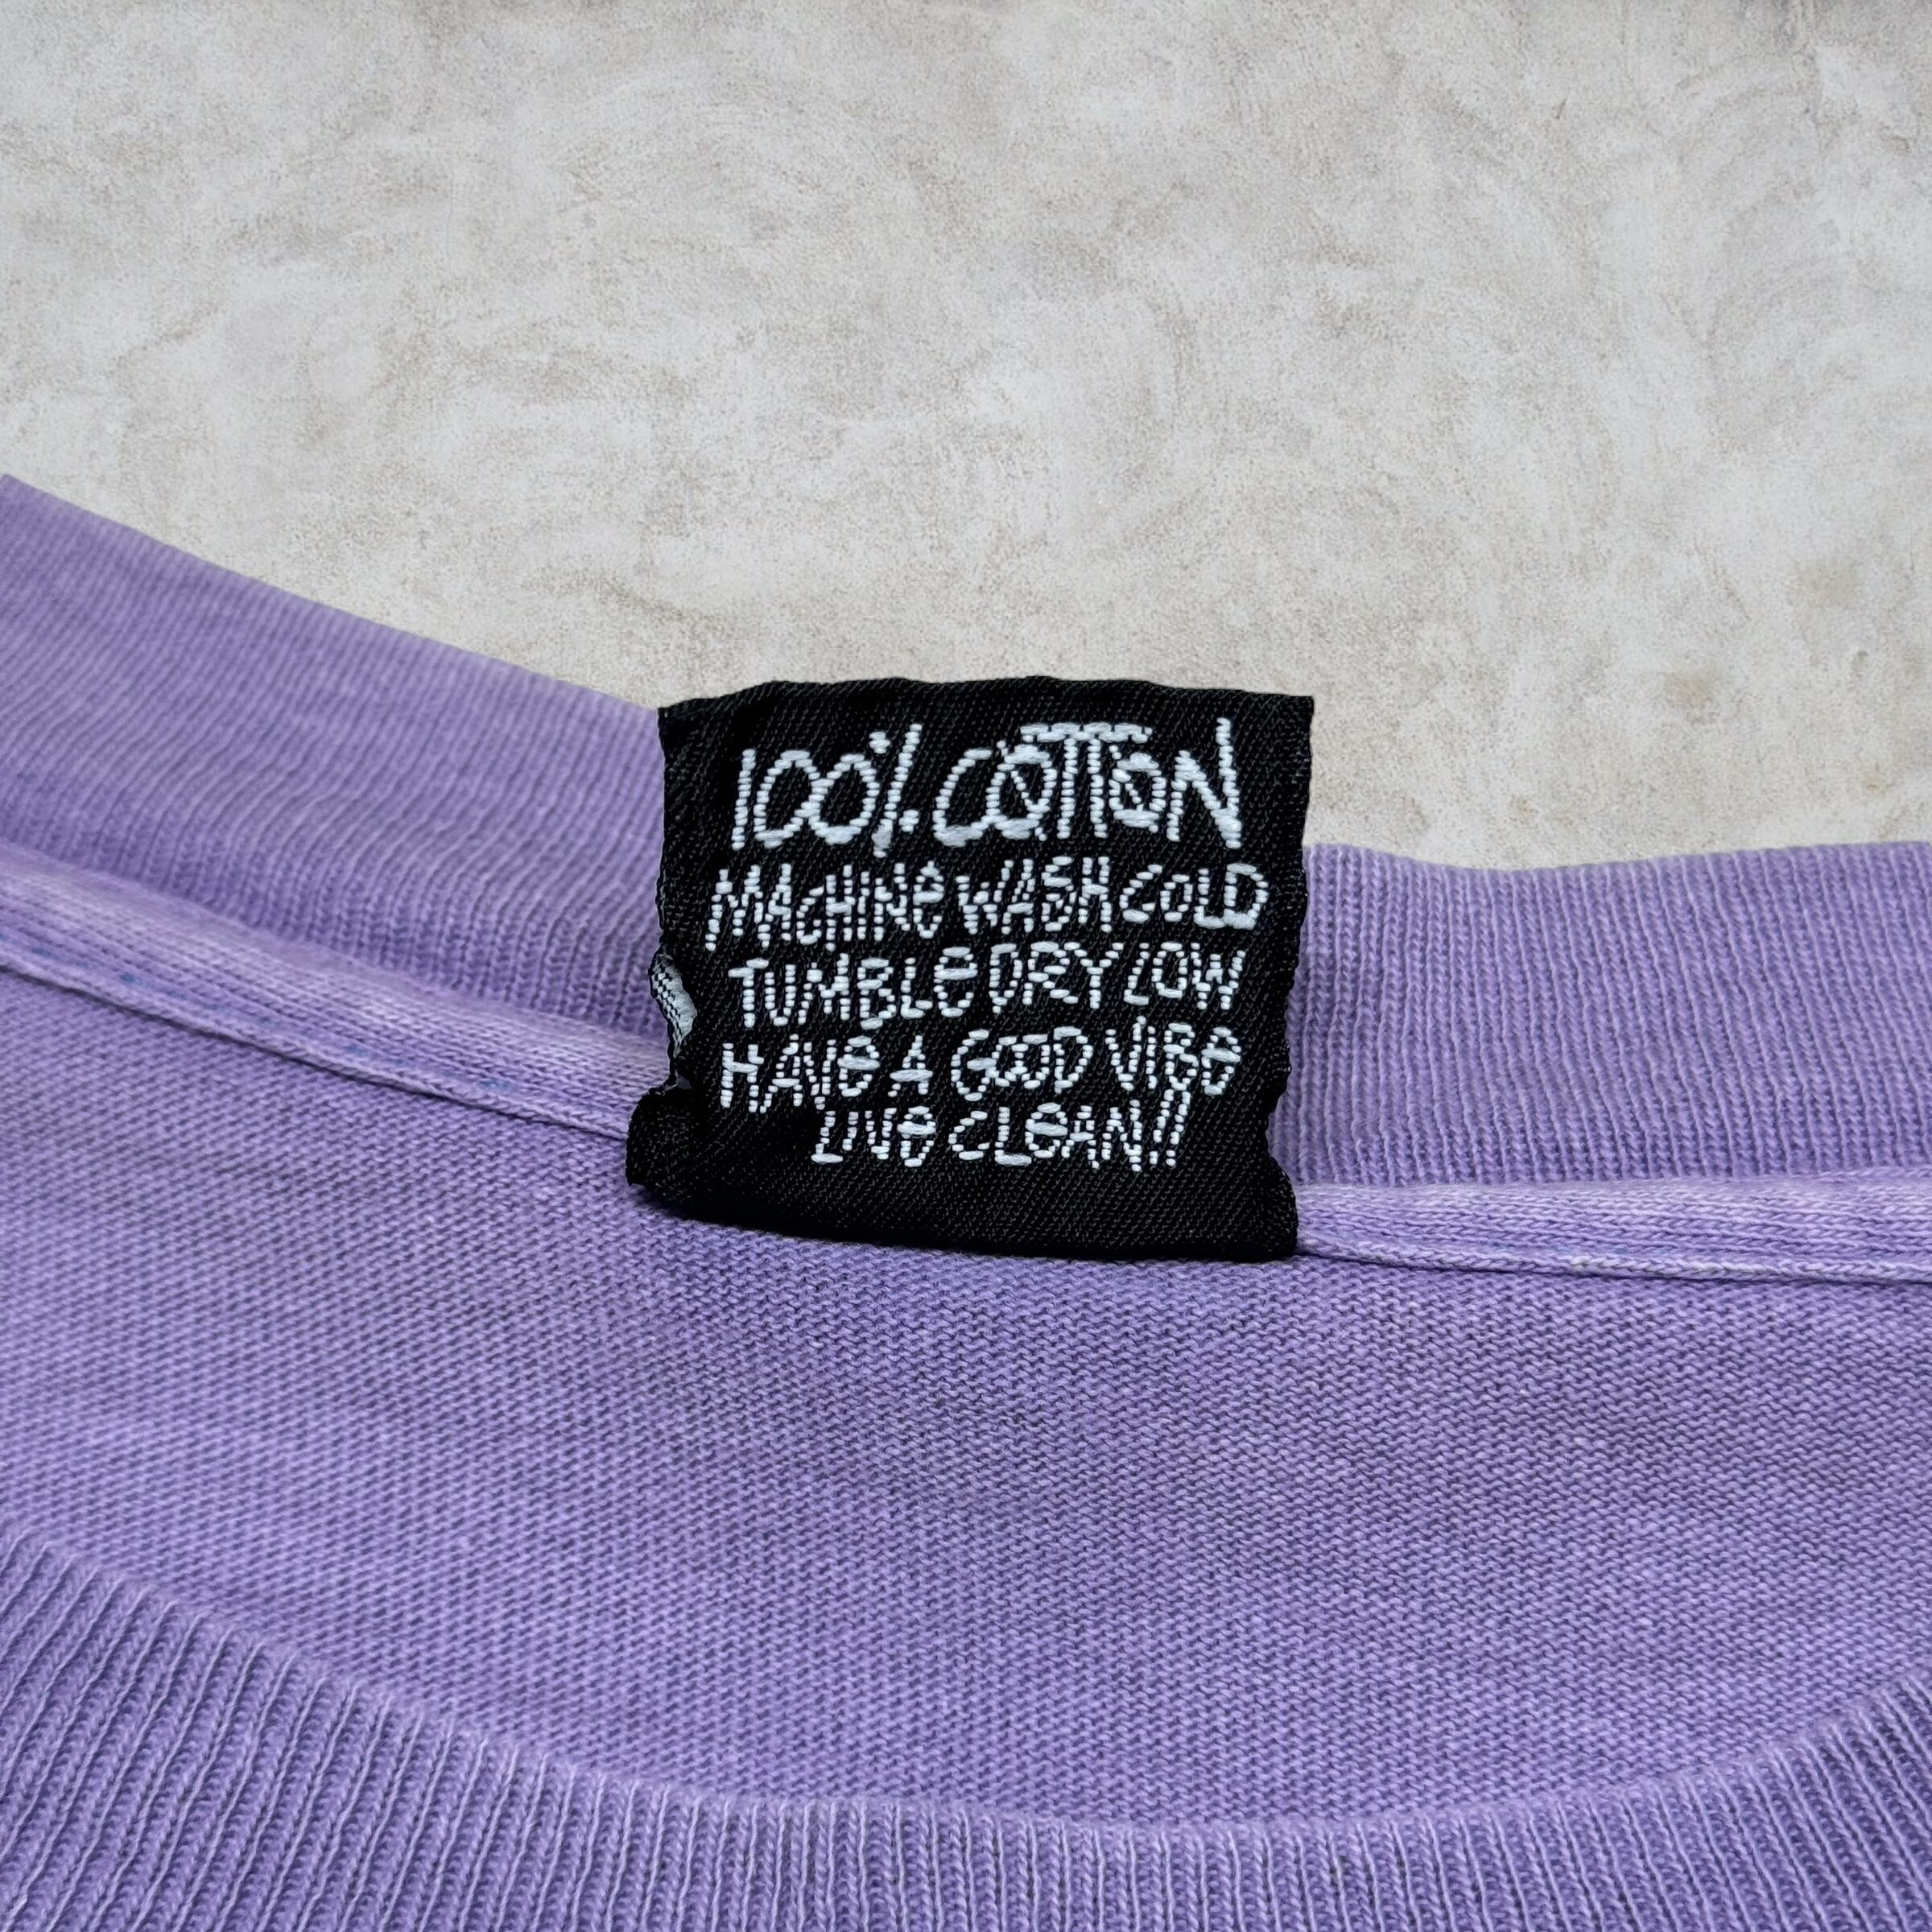 100% COTTON
MACHINE WASH COLD
TUMBLE DRY LOW
HAVE A GOOD VIBE
LIVE CLEAN!!